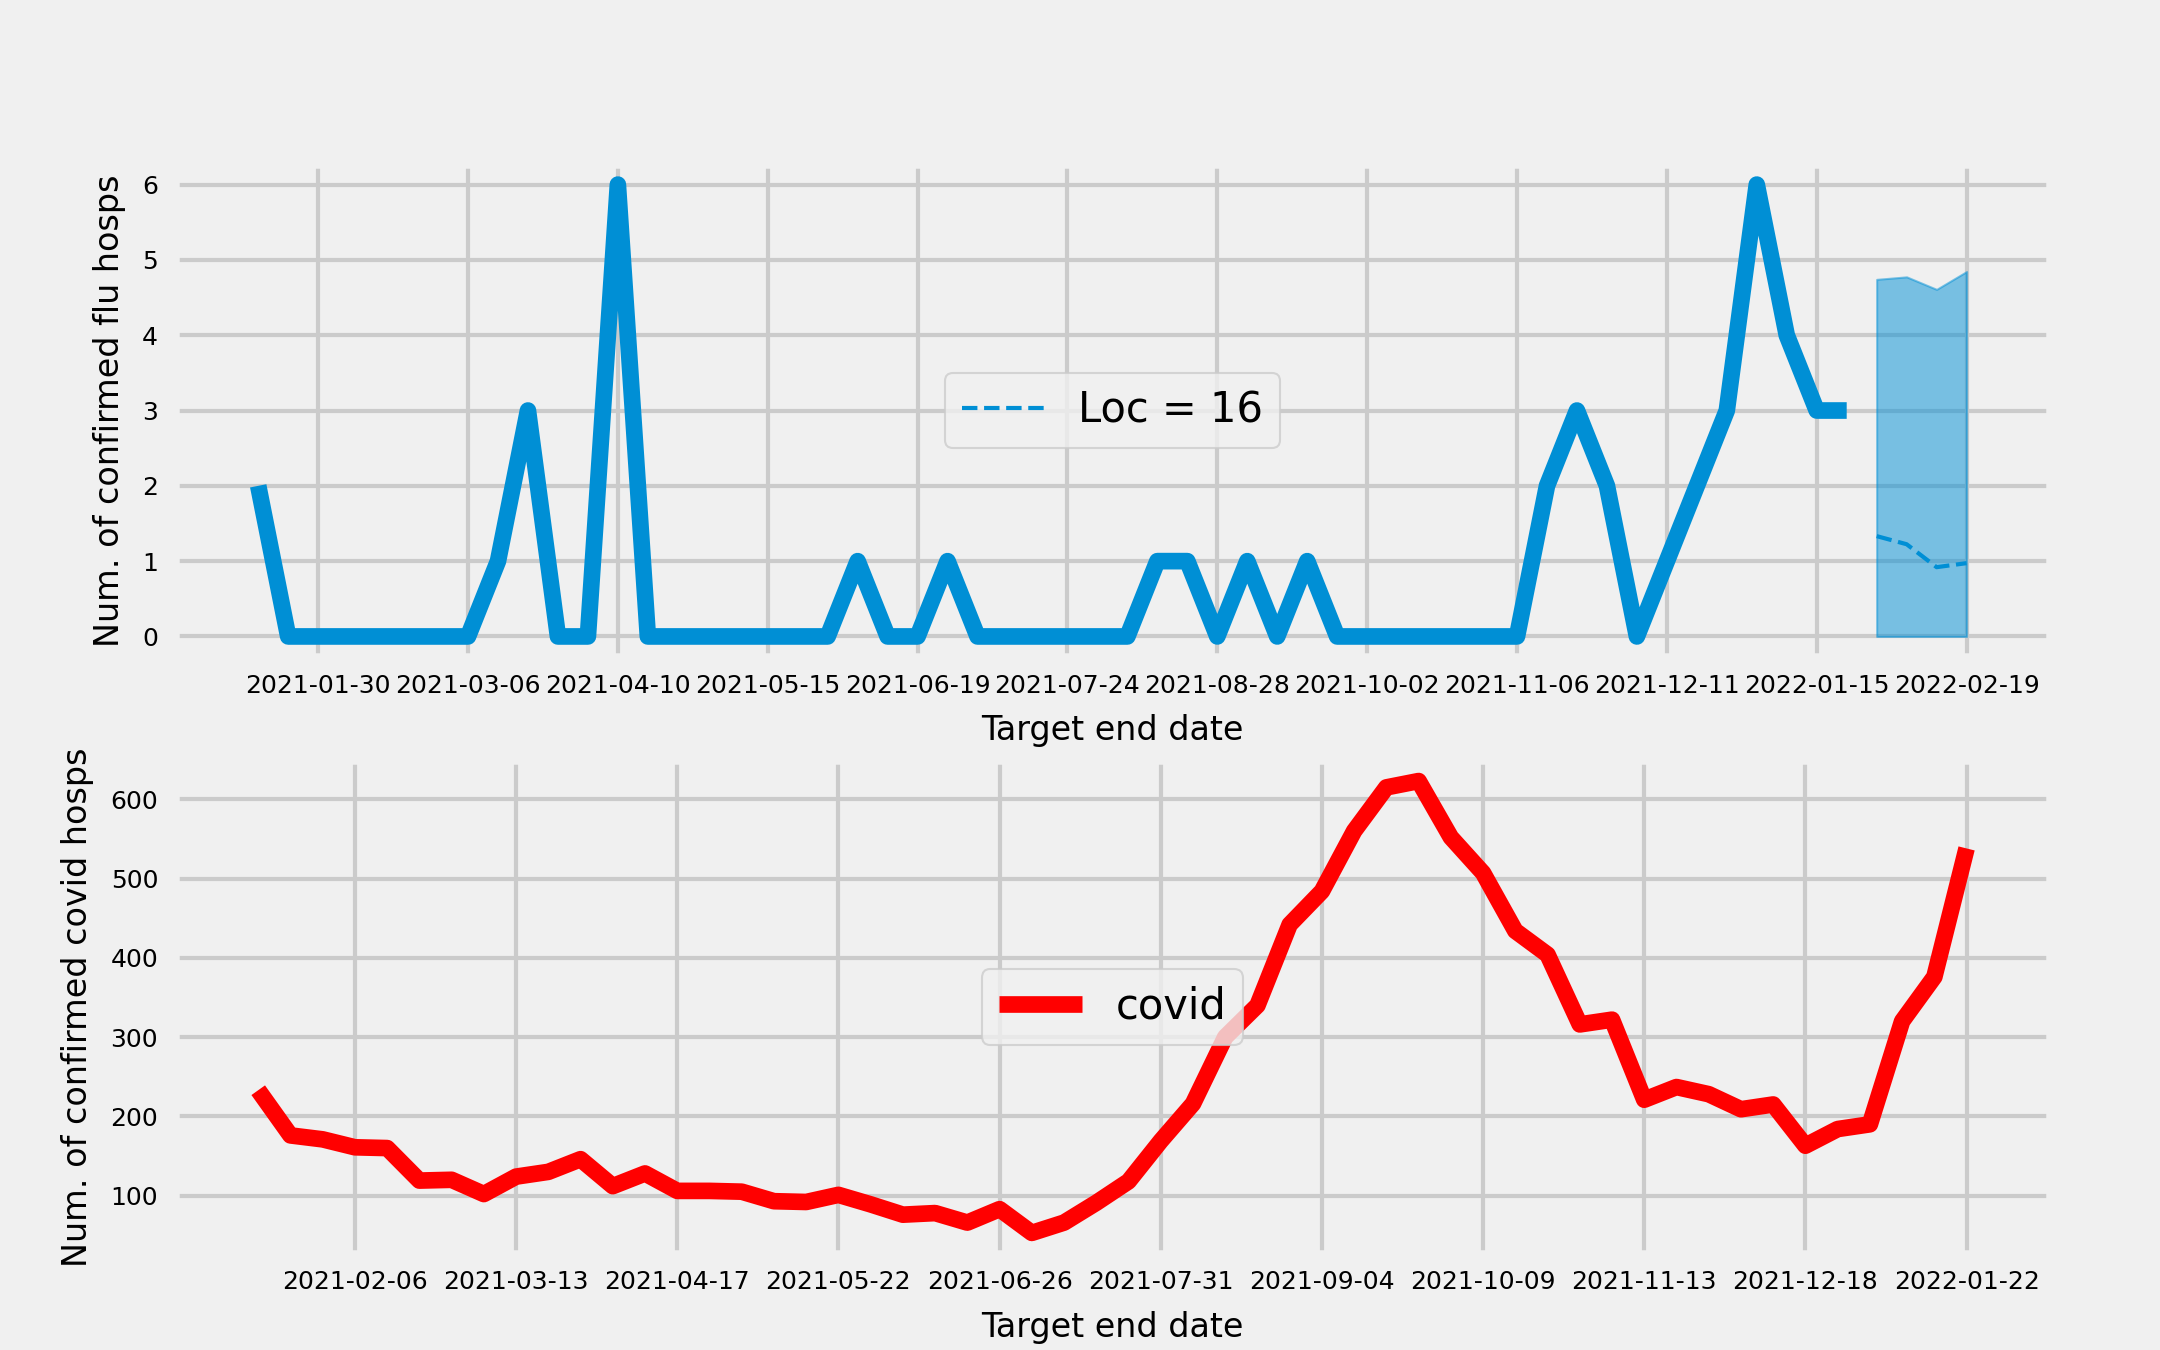 Num. of confirmed flu hosps
6
5
4
3
2
1
0
Loc = 16
2021-01-30 2021-03-06 2021-04-10 2021-05-15 2021-06-19 2021-07-24 2021-08-28 2021-10-02 2021-11-06 2021-12-11 2022-01-15 2022-02-19
Target end date
Num. of confirmed covid hosps
600
500
400
300
200
100
covid
2021-02-06 2021-03-13 2021-04-17 2021-05-22 2021-06-26 2021-07-31 2021-09-04 2021-10-09 2021-11-13 2021-12-18 2022-01-22
Target end date